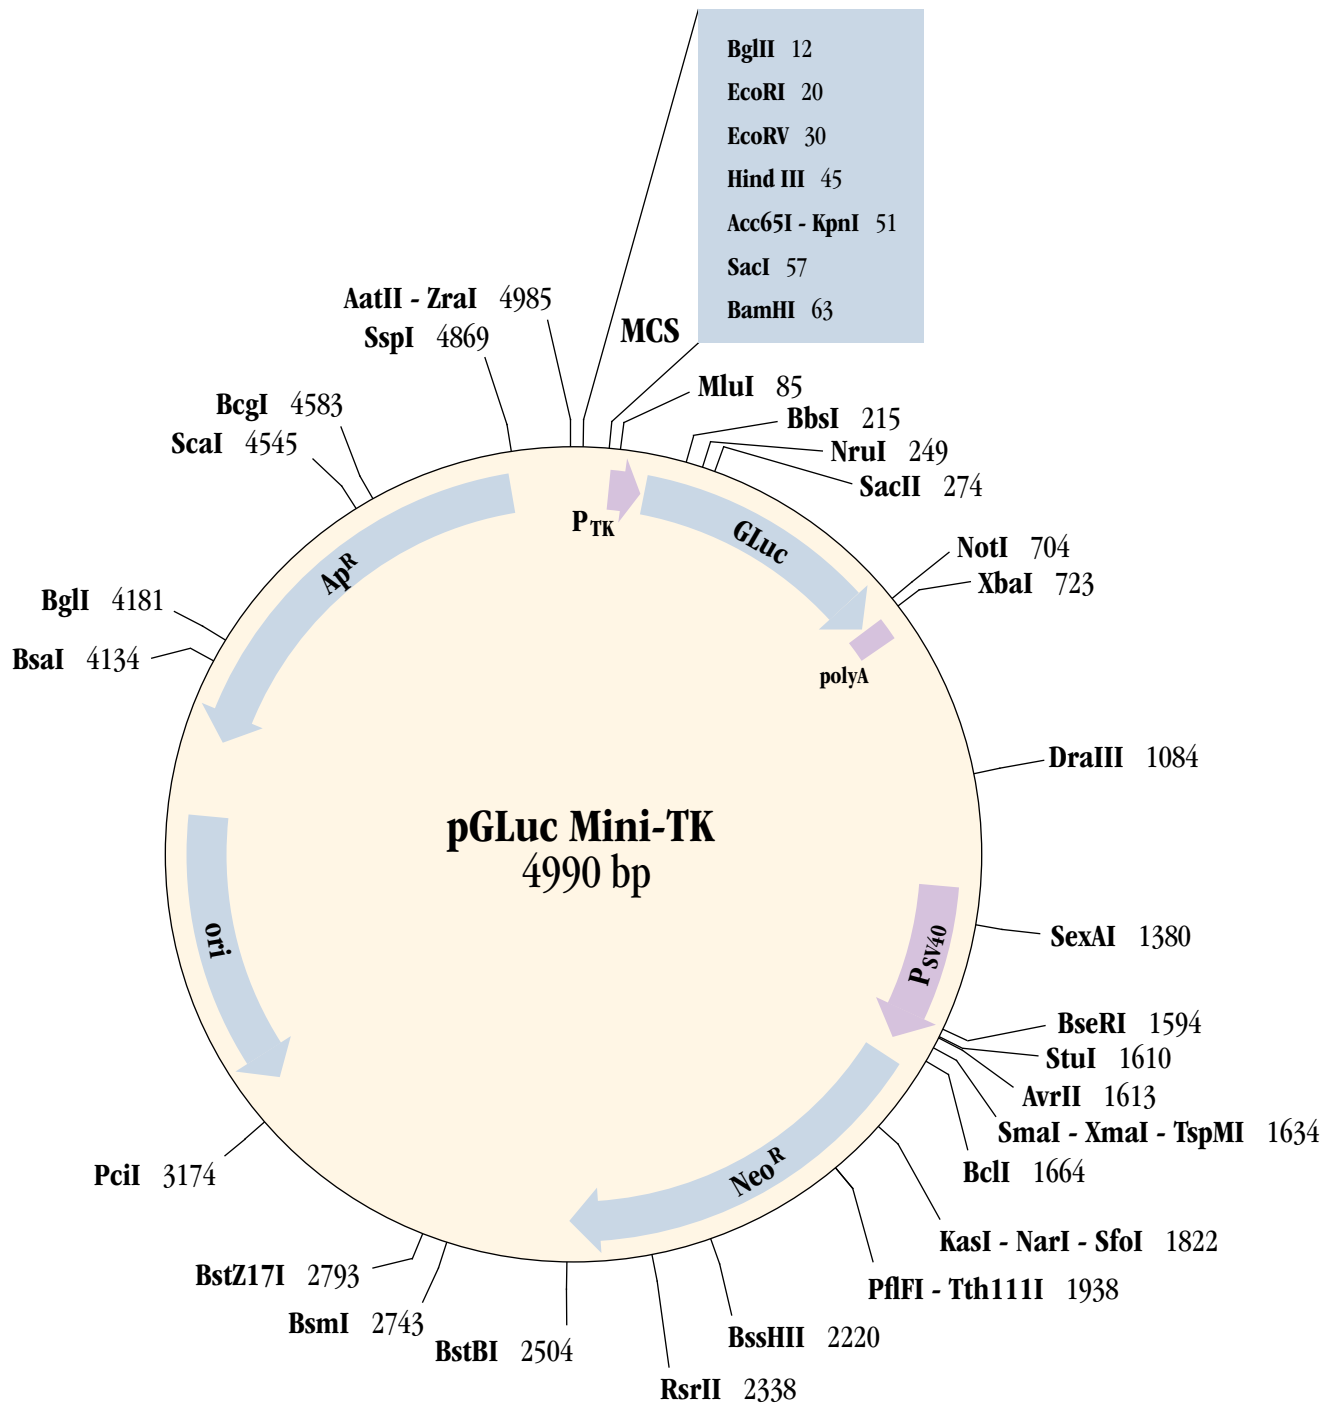 BglII 12
EcoRI 20
EcoRV 30
Hind III 45
Acc65I - KpnI 51
SacI 57
BamHI 63
AatII - ZraI 4985
SspI 4869
MCS
MluI 85
BcgI 4583
ScaI 4545
BbsI 215
NruI 249
SacII 274
PTK
GLuc
NotI 704
XbaI 723
ApR
BglI 4181
BsaI 4134
polyA
DraIII 1084
pGLuc Mini-TK
4990 bp
ori
PSV40
SexAI 1380
BseRI 1594
StuI 1610
AvrII 1613
SmaI - XmaI - TspMI 1634
BclI 1664
NeoR
PciI 3174
KasI - NarI - SfoI 1822
PflFI - Tth111I 1938
BstZ17I 2793
BsmI 2743
BstBI 2504
BssHII 2220
RsrII 2338